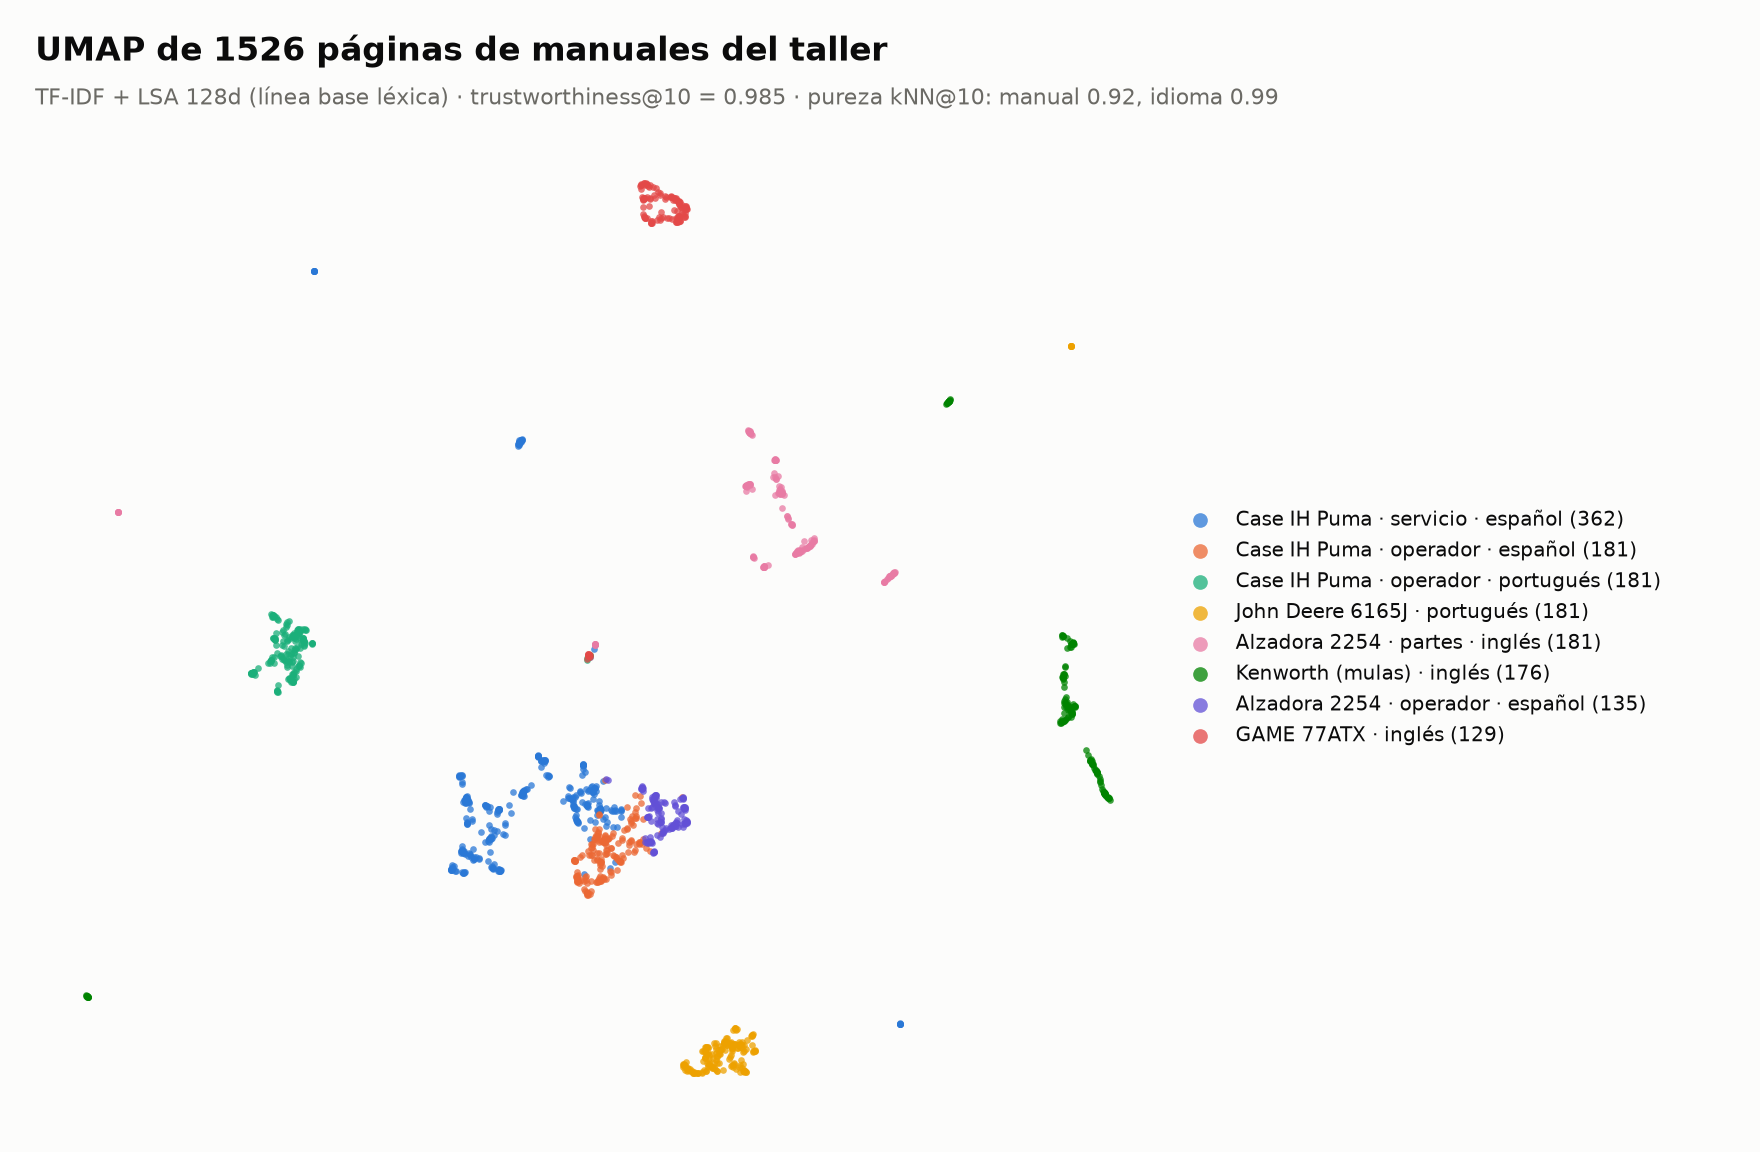 UMAP de 1526 páginas de manuales del taller
TF-IDF + LSA 128d (línea base léxica) · trustworthiness@10 = 0.985 · pureza kNN@10: manual 0.92, idioma 0.99
Case IH Puma · servicio · español (362)
Case IH Puma · operador · español (181)
Case IH Puma · operador · portugués (181)
John Deere 6165J · portugués (181)
Alzadora 2254 · partes · inglés (181)
Kenworth (mulas) · inglés (176)
Alzadora 2254 · operador · español (135)
GAME 77ATX · inglés (129)